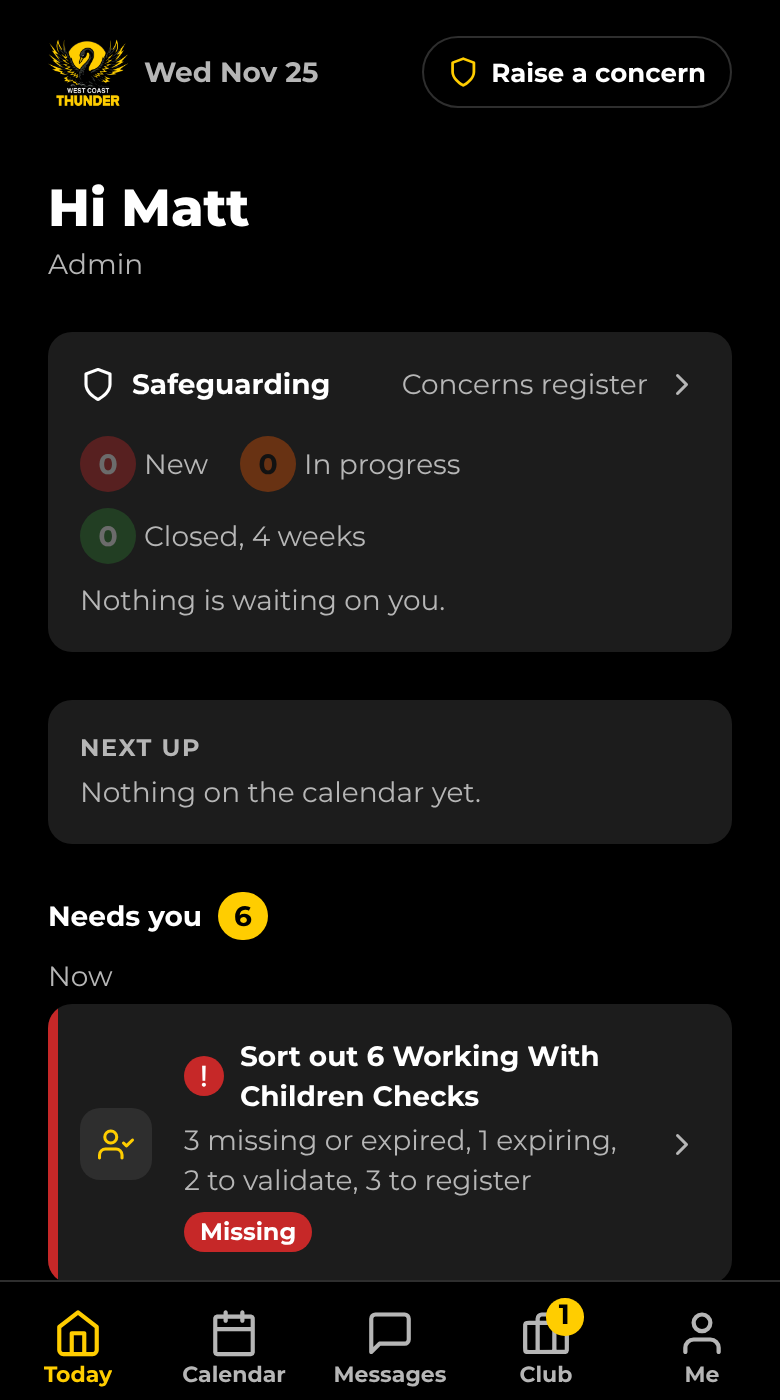 WEST COAST
THUNDER
Wed Nov 25
Raise a concern
Hi Matt
Admin
Safeguarding
Concerns register
0 New
0 In progress
0 Closed, 4 weeks
Nothing is waiting on you.
NEXT UP
Nothing on the calendar yet.
Needs you 6
Now
! Sort out 6 Working With
Children Checks
3 missing or expired, 1 expiring,
2 to validate, 3 to register
Missing
1
Today
Calendar
Messages
Club
Me